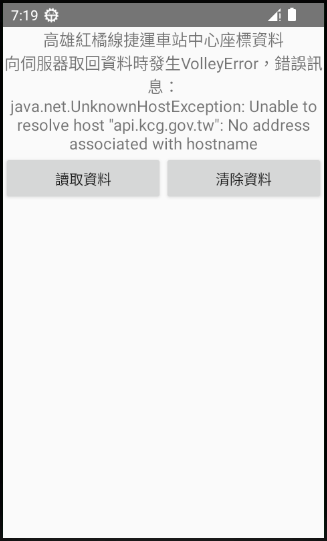 7:19
高雄紅橘線捷運車站中心座標資料
向伺服器取回資料時發生VolleyError，錯誤訊
息：
java.net.UnknownHostException: Unable to
resolve host "api.kcg.gov.tw": No address
associated with hostname
讀取資料
清除資料